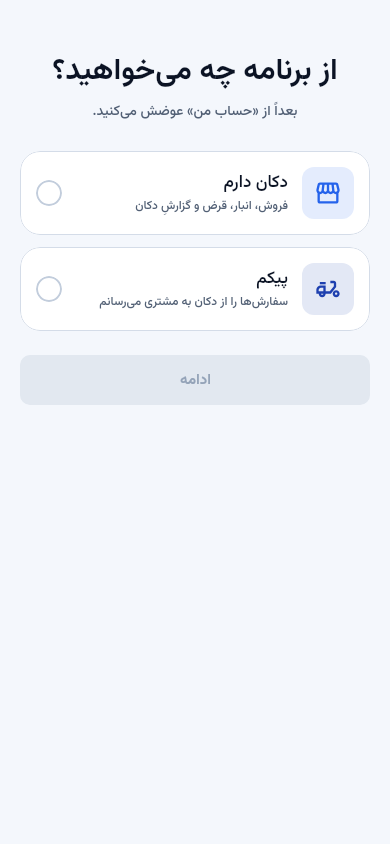 از برنامه چه می‌خواهید؟
بعداً از «حساب من» عوضش می‌کنید.
دکان دارم
فروش، انبار، قرض و گزارشِ دکان
پیکم
سفارش‌ها را از دکان به مشتری می‌رسانم
ادامه